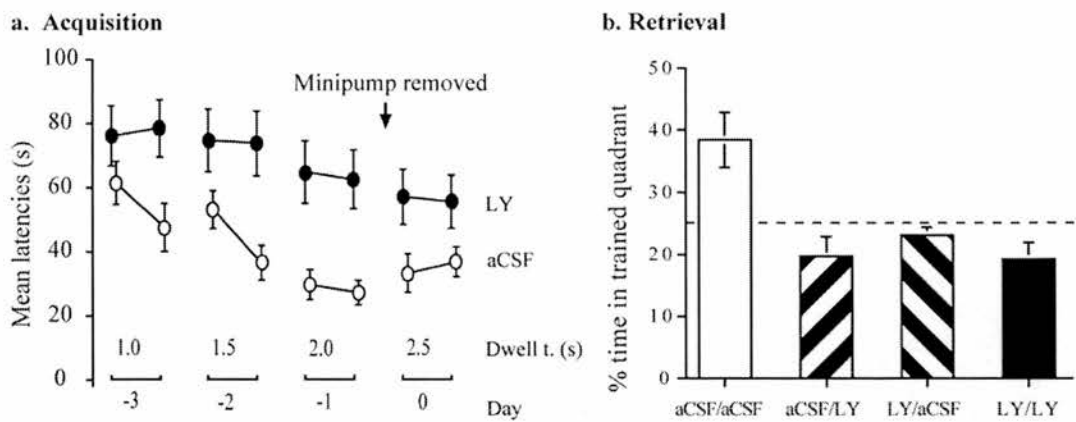 a. Acquisition
Mean latencies (s)
100
80
60
40
20
0
Minipump removed
LY
aCSF
1.0 1.5 2.0 2.5 Dwell t. (s)
-3 -2 -1 0 Day
b. Retrieval
% time in trained quadrant
50
40
30
20
10
0
aCSF/aCSF aCSF/LY LY/aCSF LY/LY